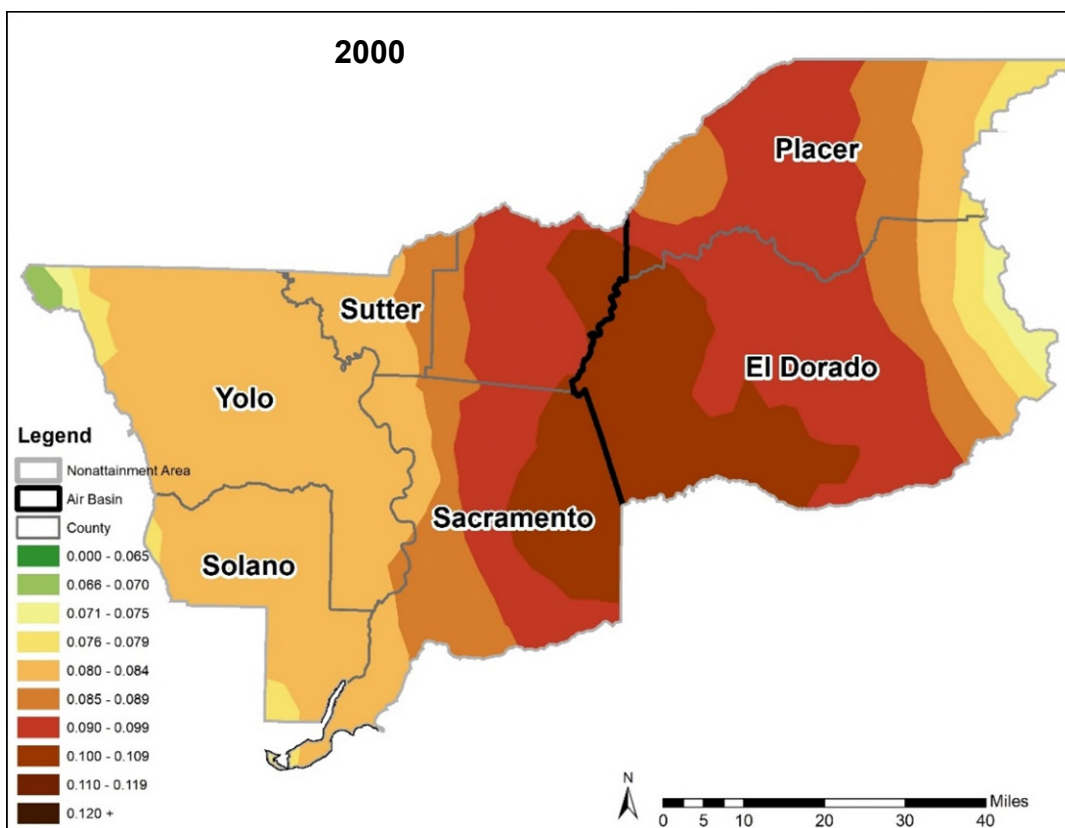 2000
Placer
Sutter
El Dorado
Yolo
Sacramento
Solano
Legend
Nonattainment Area
Air Basin
County
0.000 - 0.065
0.066 - 0.070
0.071 - 0.075
0.076 - 0.079
0.080 - 0.084
0.085 - 0.089
0.090 - 0.099
0.100 - 0.109
0.110 - 0.119
0.120 +
N
Miles
0 5 10 20 30 40